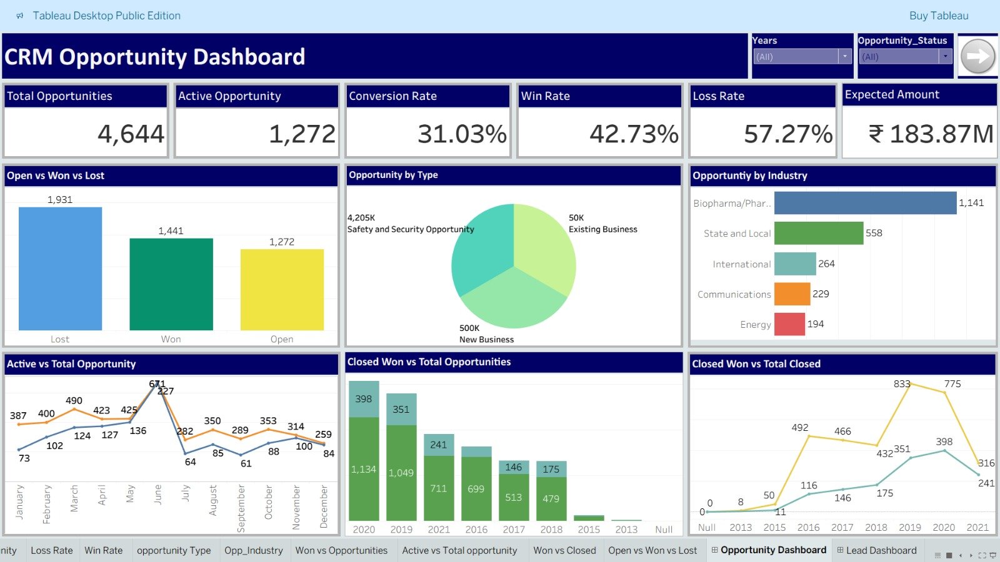 Tableau Desktop Public Edition
Buy Tableau
CRM Opportunity Dashboard
Years
(All)
Opportunity_Status
(All)
Total Opportunities
4,644
Active Opportunity
1,272
Conversion Rate
31.03%
Win Rate
42.73%
Loss Rate
57.27%
Expected Amount
₹ 183.87M
Open vs Won vs Lost
1,931
1,441
1,272
Lost Won Open
Opportunity by Type
4,205K
Safety and Security Opportunity
50K
Existing Business
500K
New Business
Opportuntiy by Industry
Biopharma/Phar.. 1,141
State and Local 558
International 264
Communications 229
Energy 194
Active vs Total Opportunity
387 400 490 423 425 671 282 350 289 353 314 259
73 102 124 127 136 227 64 85 61 88 100 84
January February March April May June July August September October November December
Closed Won vs Total Opportunities
398 351 241 146 175
1,134 1,049 711 699 513 479
2020 2019 2021 2016 2017 2018 2015 2013 Null
Closed Won vs Total Closed
0 8 50 492 466 432 833 775 316
0 11 116 146 175 351 398 241
Null 2013 2015 2016 2017 2018 2019 2020 2021
nity Loss Rate Win Rate opportunity Type Opp_Industry Won vs Opportunities Active vs Total opportunity Won vs Closed Open vs Won vs Lost Opportunity Dashboard Lead Dashboard